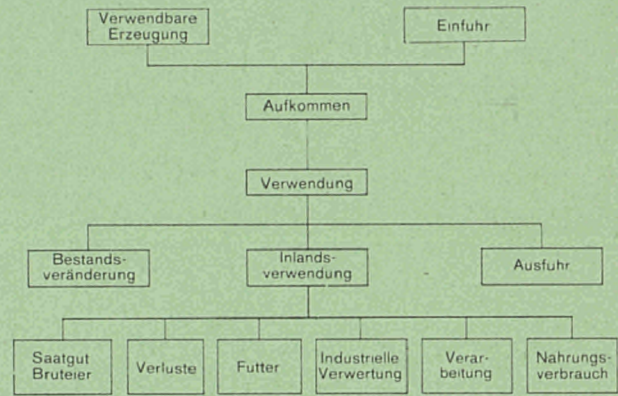 Verwendbare
Erzeugung
Einfuhr
Aufkommen
Verwendung
Bestands-
veränderung
Inlands-
verwendung
Ausfuhr
Saatgut
Bruteier
Verluste
Futter
Industrielle
Verwertung
Verar-
beitung
Nahrungs-
verbrauch